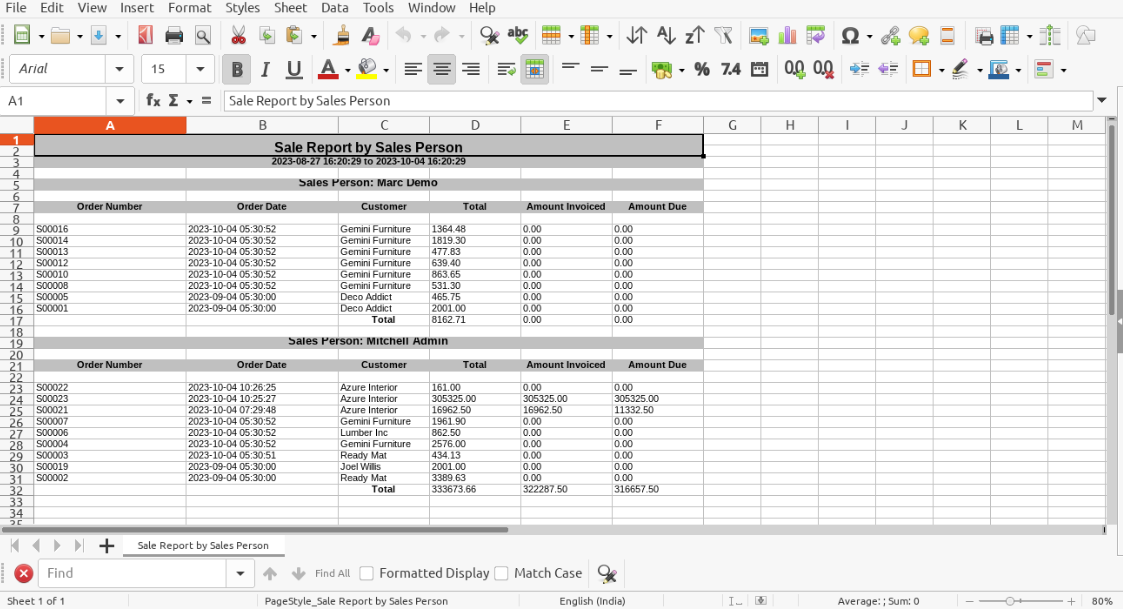 File Edit View Insert Format Styles Sheet Data Tools Window Help
Arial 15 B I U A % 7.4 0.0 0.0
A1 fx Σ = Sale Report by Sales Person
A B C D E F G H I J K L M
1
2 Sale Report by Sales Person
3 2023-08-27 16:20:29 to 2023-10-04 16:20:29
4
5 Sales Person: Marc Demo
6
7 Order Number Order Date Customer Total Amount Invoiced Amount Due
8
9 S00016 2023-10-04 05:30:52 Gemini Furniture 1364.48 0.00 0.00
10 S00014 2023-10-04 05:30:52 Gemini Furniture 1819.30 0.00 0.00
11 S00013 2023-10-04 05:30:52 Gemini Furniture 477.83 0.00 0.00
12 S00012 2023-10-04 05:30:52 Gemini Furniture 639.40 0.00 0.00
13 S00010 2023-10-04 05:30:52 Gemini Furniture 863.65 0.00 0.00
14 S00008 2023-10-04 05:30:52 Gemini Furniture 531.30 0.00 0.00
15 S00005 2023-09-04 05:30:00 Deco Addict 465.75 0.00 0.00
16 S00001 2023-09-04 05:30:00 Deco Addict 2001.00 0.00 0.00
17 Total 8162.71 0.00 0.00
18
19 Sales Person: Mitchell Admin
20
21 Order Number Order Date Customer Total Amount Invoiced Amount Due
22
23 S00022 2023-10-04 10:26:25 Azure Interior 161.00 0.00 0.00
24 S00023 2023-10-04 10:25:27 Azure Interior 305325.00 305325.00 305325.00
25 S00021 2023-10-04 07:29:48 Azure Interior 16962.50 16962.50 11332.50
26 S00007 2023-10-04 05:30:52 Gemini Furniture 1961.90 0.00 0.00
27 S00006 2023-10-04 05:30:52 Lumber Inc 862.50 0.00 0.00
28 S00004 2023-10-04 05:30:52 Gemini Furniture 2576.00 0.00 0.00
29 S00003 2023-10-04 05:30:51 Ready Mat 434.13 0.00 0.00
30 S00019 2023-09-04 05:30:00 Joel Willis 2001.00 0.00 0.00
31 S00002 2023-09-04 05:30:00 Ready Mat 3389.63 0.00 0.00
32 Total 333673.66 322287.50 316657.50
33
34
35
Sale Report by Sales Person
Find Find All Formatted Display Match Case
Sheet 1 of 1 PageStyle_Sale Report by Sales Person English (India) Average: ; Sum: 0 80%